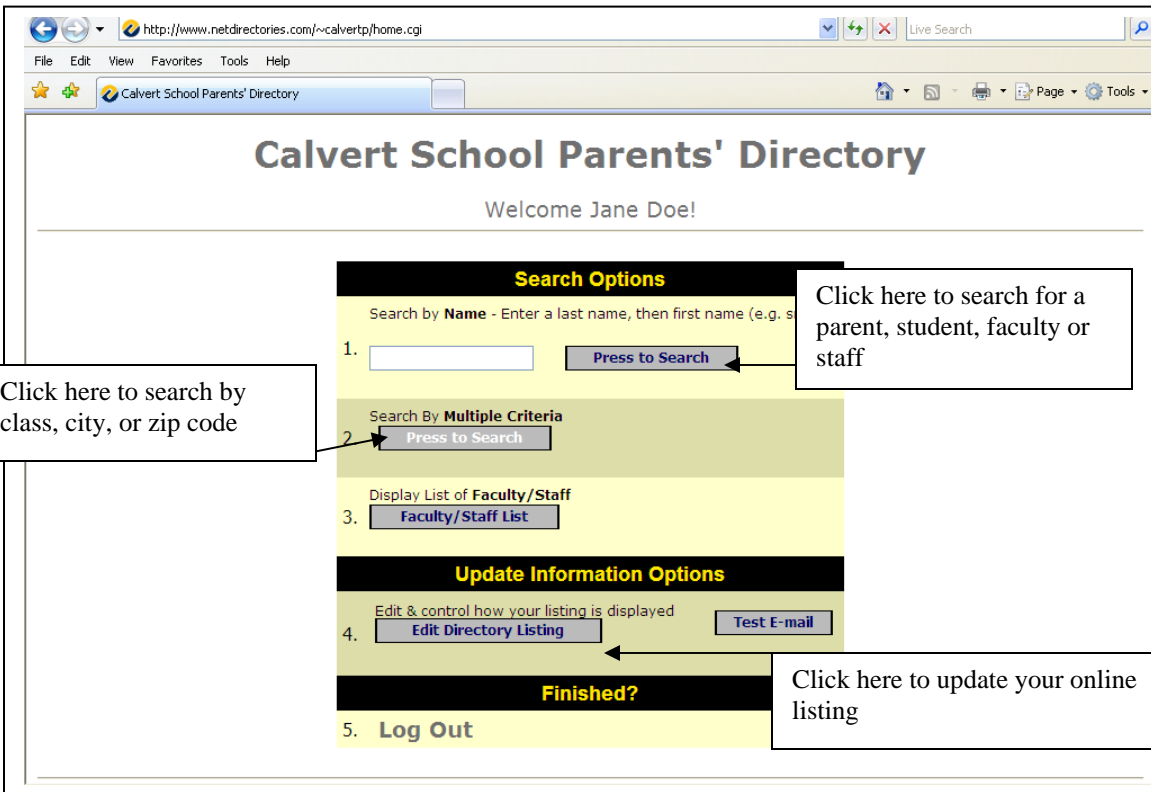 http://www.netdirectories.com/~calvertp/home.cgi
Live Search
File Edit View Favorites Tools Help
Calvert School Parents' Directory
Page Tools
Calvert School Parents' Directory
Welcome Jane Doe!
Search Options
Search by Name - Enter a last name, then first name (e.g.
1.
Press to Search
Click here to search for a
parent, student, faculty or
staff
Click here to search by
class, city, or zip code
Search By Multiple Criteria
2
Press to Search
Display List of Faculty/Staff
3. Faculty/Staff List
Update Information Options
Edit & control how your listing is displayed
4. Edit Directory Listing
Test E-mail
Click here to update your online
listing
Finished?
5. Log Out